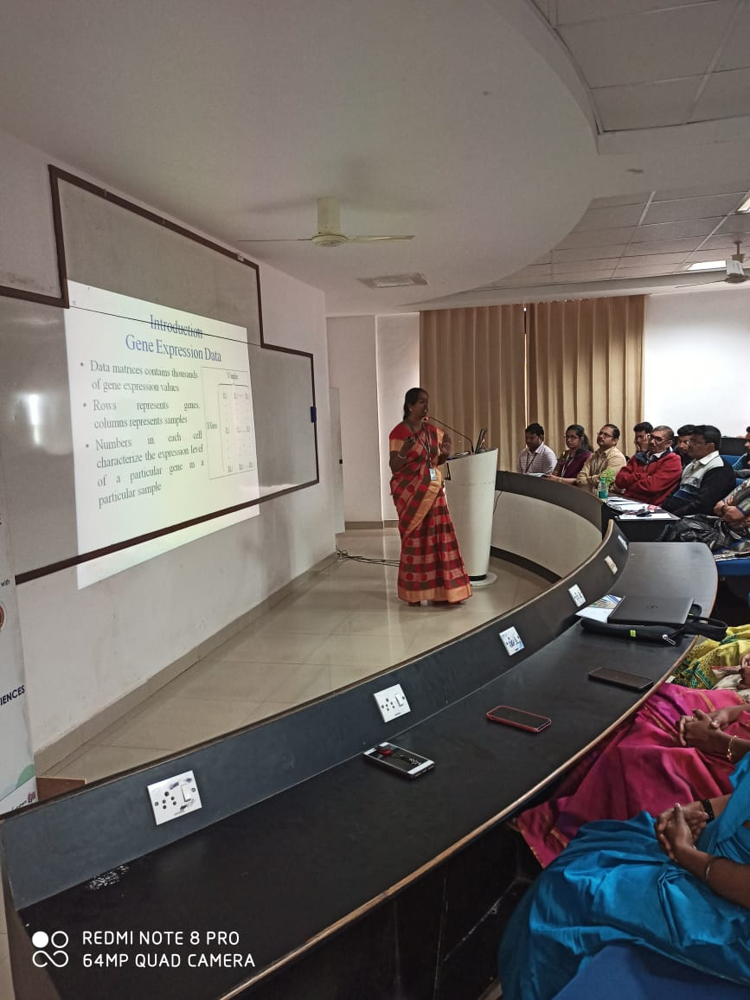 Introduction
Gene Expression Data
• Data matrices contains thousands
of gene expression values
• Rows represents genes,
columns represents samples
• Numbers in each cell
characterize the expression level
of a particular gene in a
particular sample
with
IENCES
REDMI NOTE 8 PRO
64MP QUAD CAMERA